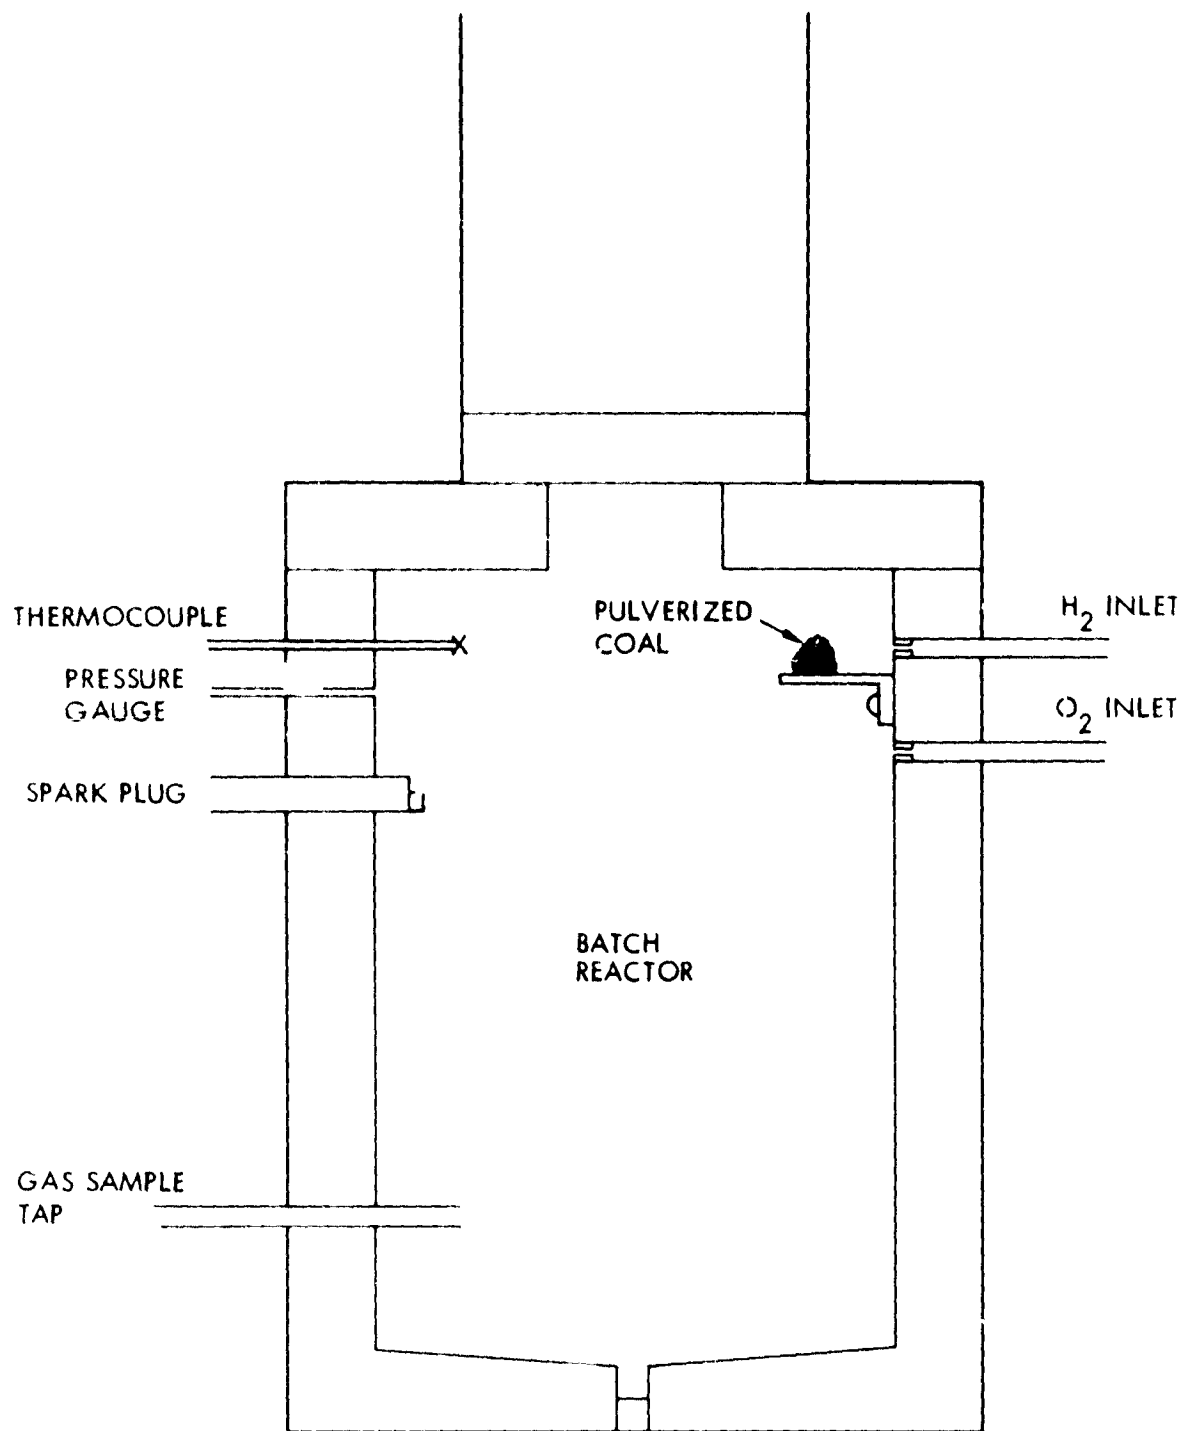 THERMOCOUPLE
PRESSURE
GAUGE
SPARK PLUG
GAS SAMPLE
TAP
PULVERIZED
COAL
BATCH
REACTOR
H₂ INLET
O₂ INLET